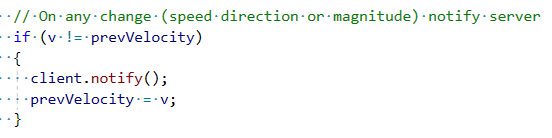 // On any change (speed direction or magnitude) notify server
if (v != prevVelocity)
{
client.notify();
prevVelocity = v;
}